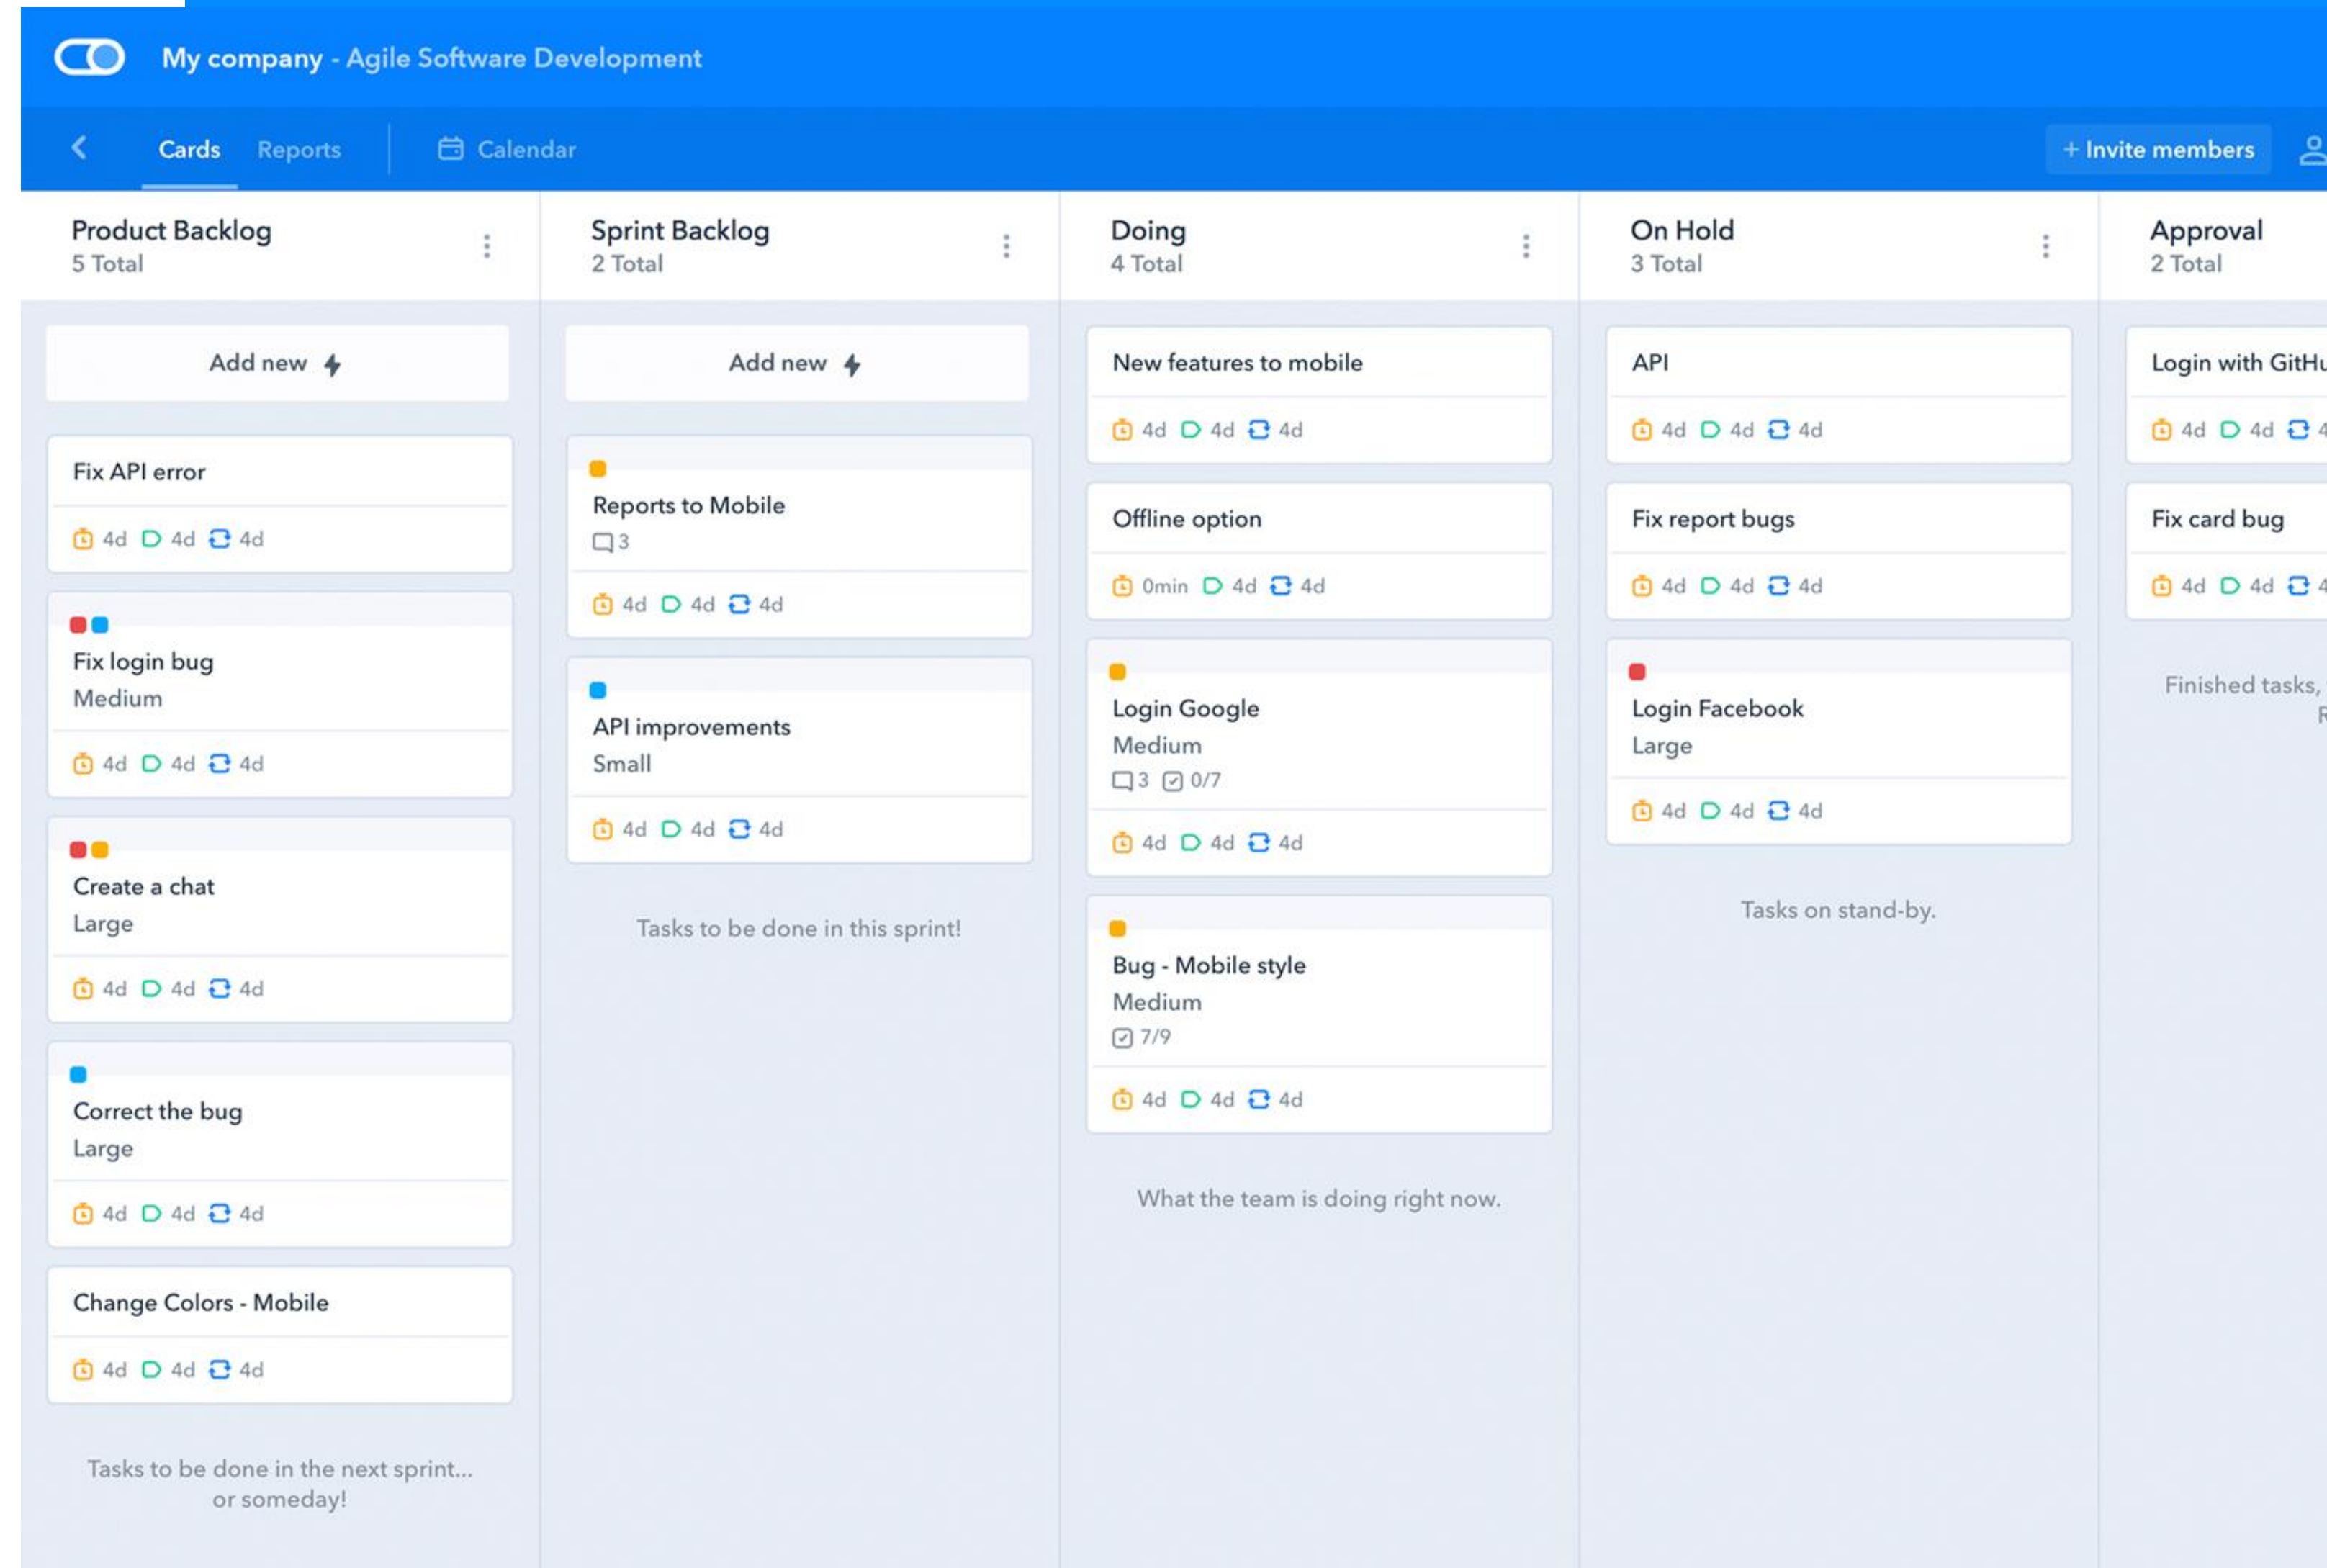 My company - Agile Software Development
Cards Reports Calendar + Invite members
Product Backlog
5 Total
Add new
Fix API error
4d 4d 4d
Fix login bug
Medium
4d 4d 4d
Create a chat
Large
4d 4d 4d
Correct the bug
Large
4d 4d 4d
Change Colors - Mobile
4d 4d 4d
Tasks to be done in the next sprint...
or someday!
Sprint Backlog
2 Total
Add new
Reports to Mobile
3
4d 4d 4d
API improvements
Small
4d 4d 4d
Tasks to be done in this sprint!
Doing
4 Total
New features to mobile
4d 4d 4d
Offline option
0min 4d 4d
Login Google
Medium
3 0/7
4d 4d 4d
Bug - Mobile style
Medium
7/9
4d 4d 4d
What the team is doing right now.
On Hold
3 Total
API
4d 4d 4d
Fix report bugs
4d 4d 4d
Login Facebook
Large
4d 4d 4d
Tasks on stand-by.
Approval
2 Total
Login with
4d 4d
Fix card bug
4d 4d
Finished tasks,